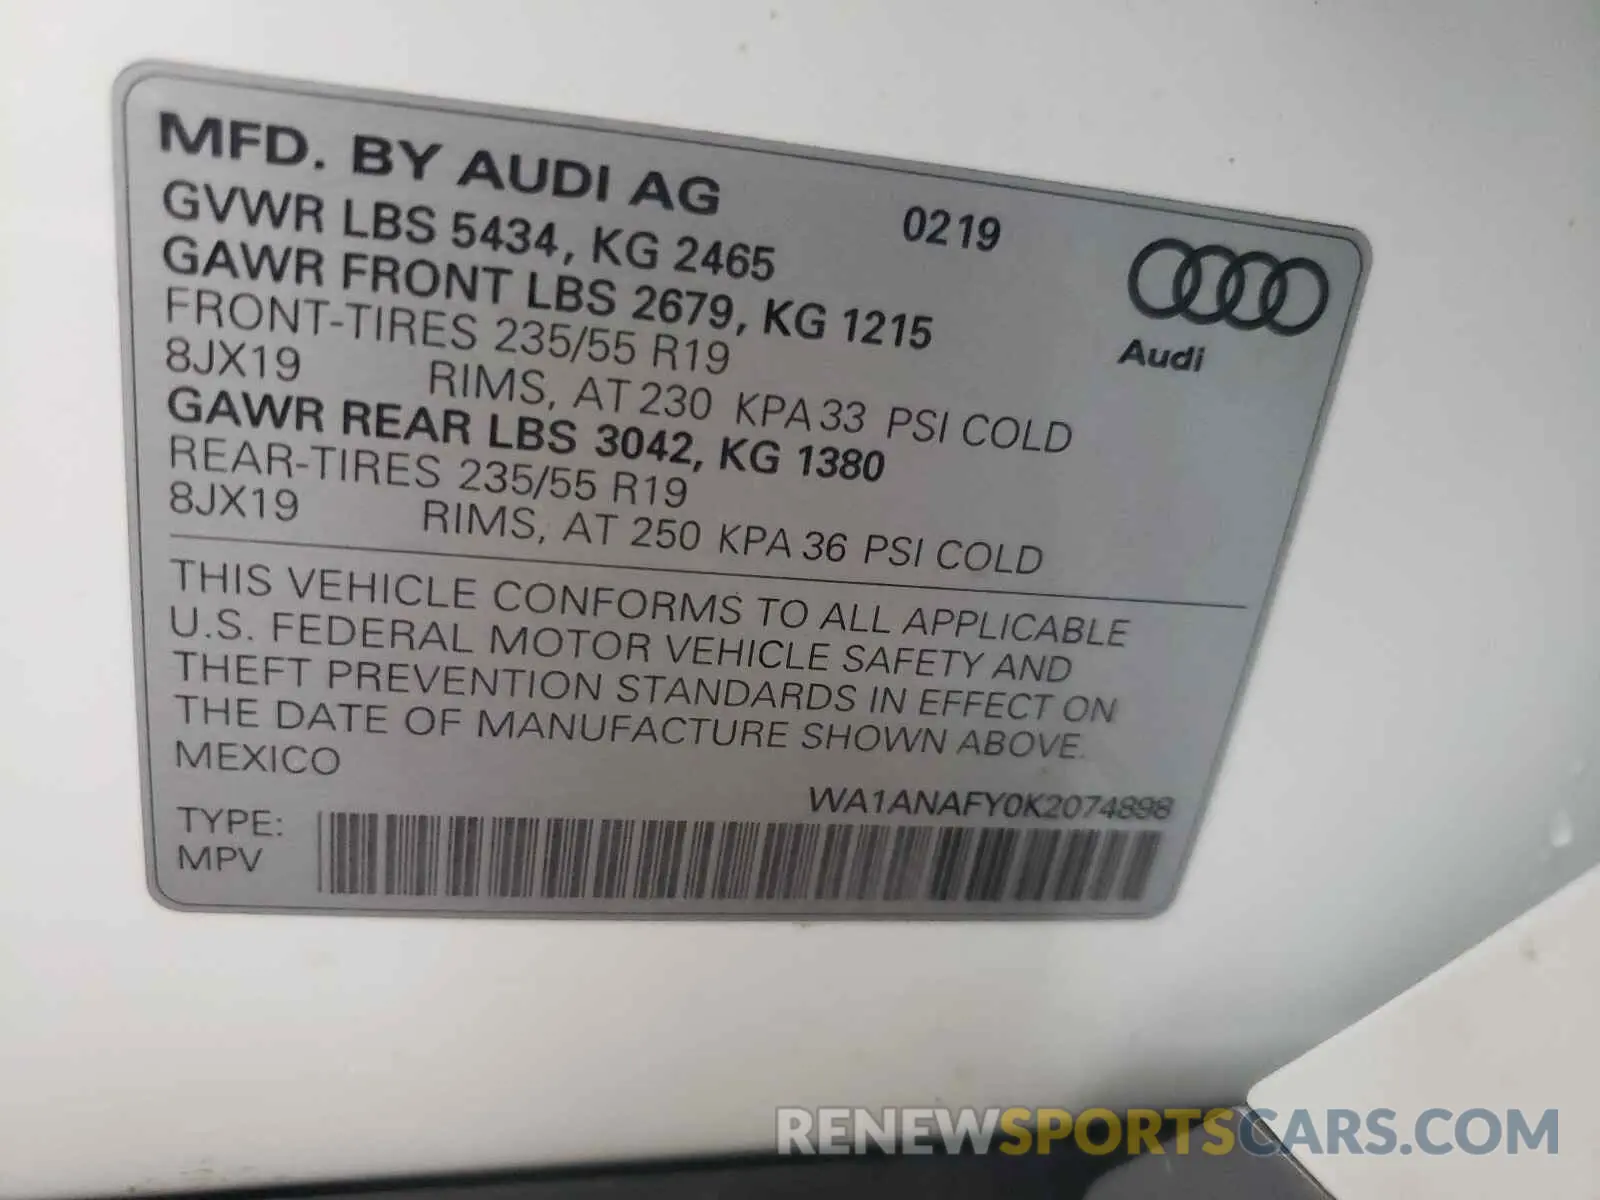 MFD. BY AUDI AG 0219
GVWR LBS 5434, KG 2465
GAWR FRONT LBS 2679, KG 1215
FRONT-TIRES 235/55 R19
8JX19 RIMS, AT 230 KPA 33 PSI COLD
GAWR REAR LBS 3042, KG 1380
REAR-TIRES 235/55 R19
8JX19 RIMS, AT 250 KPA 36 PSI COLD
Audi
THIS VEHICLE CONFORMS TO ALL APPLICABLE
U.S. FEDERAL MOTOR VEHICLE SAFETY AND
THEFT PREVENTION STANDARDS IN EFFECT ON
THE DATE OF MANUFACTURE SHOWN ABOVE.
MEXICO
WA1ANAFY0K2074898
TYPE:
MPV
RENEWSPORTSCARS.COM